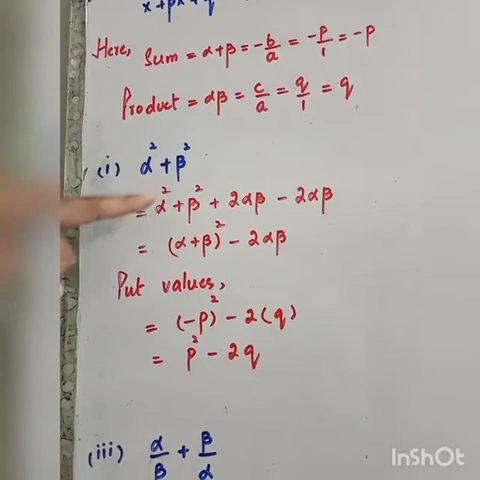 x + px + q
Here, Sum = α+β = -b/a = -p/1 = -p
Product = αβ = c/a = q/1 = q
(i) α² + β²
= α² + β² + 2αβ - 2αβ
= (α+β)² - 2αβ
Put values,
= (-p)² - 2(q)
= p² - 2q
(iii) α/β + β/α
InShOt